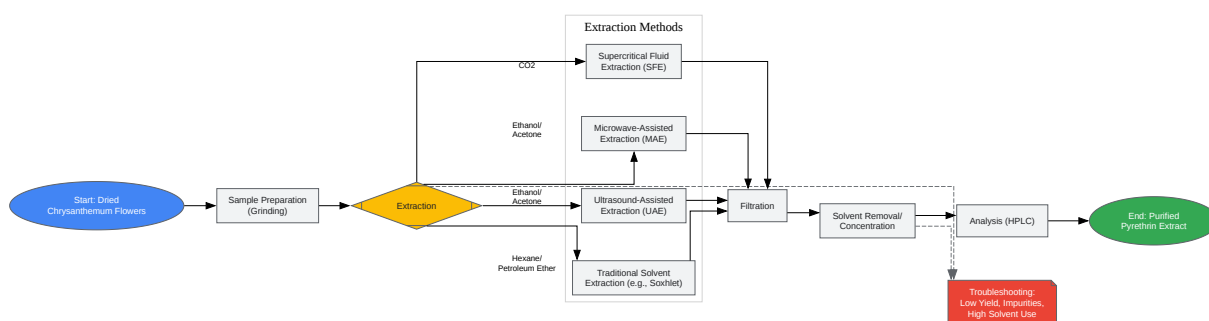 Extraction Methods
Supercritical Fluid
Extraction (SFE)
CO2
Ethanol/
Acetone
Microwave-Assisted
Extraction (MAE)
Start: Dried
Chrysanthemum Flowers
Sample Preparation
(Grinding)
Extraction
Ethanol/
Acetone
Ultrasound-Assisted
Extraction (UAE)
Filtration
Solvent Removal/
Concentration
Analysis (HPLC)
End: Purified
Pyrethrin Extract
Hexane/
Petroleum Ether
Traditional Solvent
Extraction (e.g., Soxhlet)
Troubleshooting:
Low Yield, Impurities,
High Solvent Use